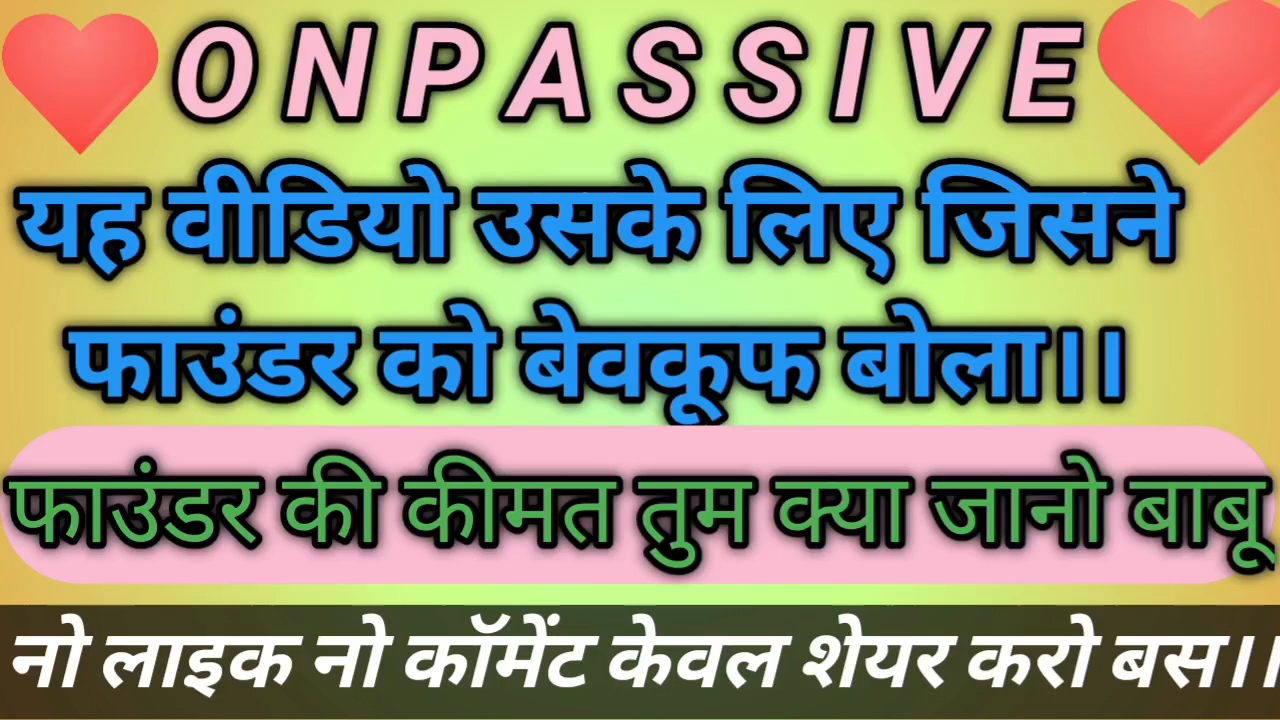 ONPASSIVE
यह वीडियो उसके लिए जिसने
फाउंडर को बेवकूफ बोला।।
फाउंडर की कीमत तुम क्या जानो बाबू
नो लाइक नो कॉमेंट केवल शेयर करो बस।।